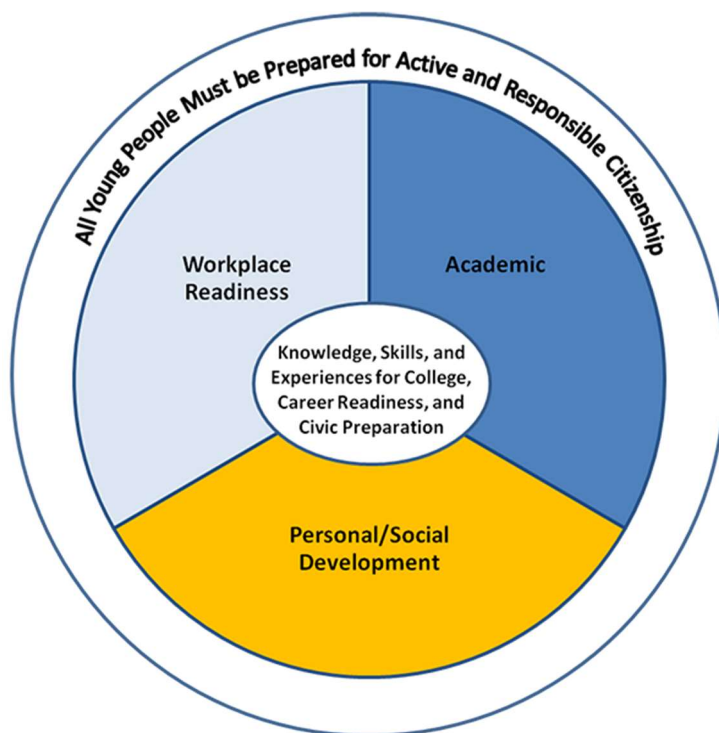 All Young People Must be Prepared for Active and Responsible Citizenship
Workplace
Readiness
Academic
Knowledge, Skills, and
Experiences for College,
Career Readiness, and
Civic Preparation
Personal/Social
Development